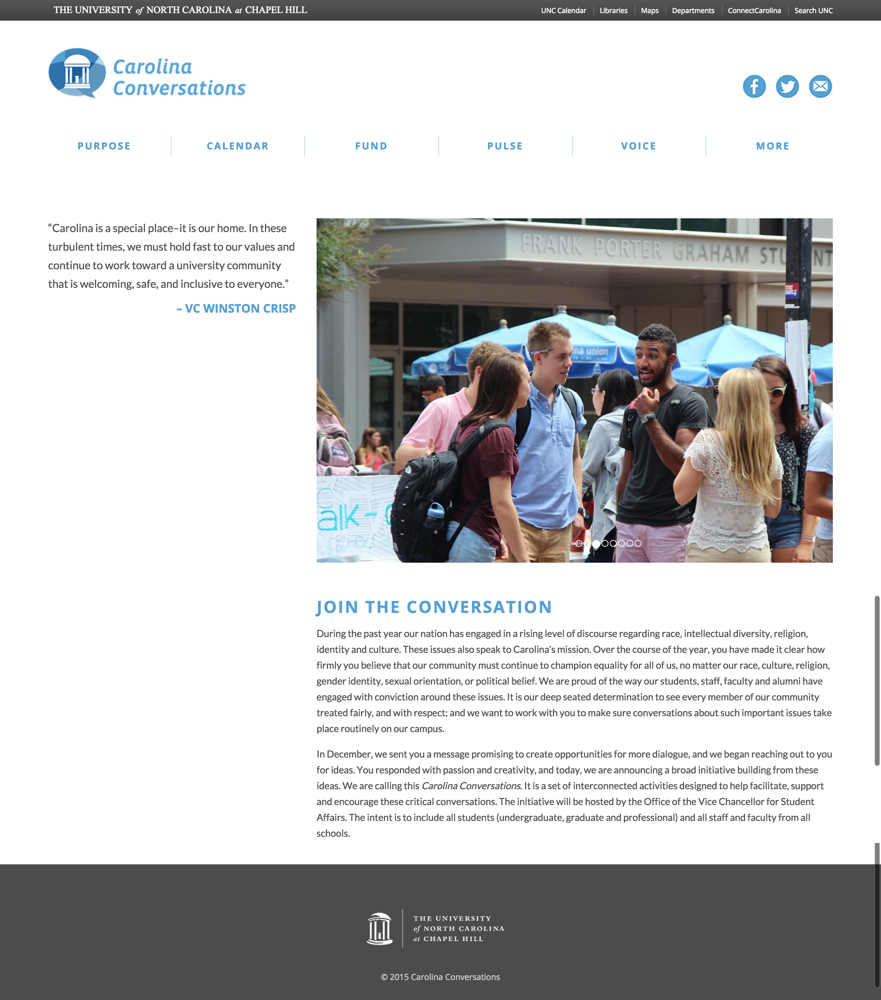 THE UNIVERSITY of NORTH CAROLINA at CHAPEL HILL
UNC Calendar
Libraries
Maps
Departments
ConnectCarolina
Search UNC
Carolina
Conversations
PURPOSE
CALENDAR
FUND
PULSE
VOICE
MORE
“Carolina is a special place–it is our home. In these
turbulent times, we must hold fast to our values and
continue to work toward a university community
that is welcoming, safe, and inclusive to everyone.”
– VC WINSTON CRISP
FRANK PORTER GRAHAM
na union
alk-
co-ed a
JOIN THE CONVERSATION
During the past year our nation has engaged in a rising level of discourse regarding race, intellectual diversity, religion,
identity and culture. These issues also speak to Carolina’s mission. Over the course of the year, you have made it clear how
firmly you believe that our community must continue to champion equality for all of us, no matter our race, culture, religion,
gender identity, sexual orientation, or political belief. We are proud of the way our students, staff, faculty and alumni have
engaged with conviction around these issues. It is our deep seated determination to see every member of our community
treated fairly, and with respect; and we want to work with you to make sure conversations about such important issues take
place routinely on our campus.
In December, we sent you a message promising to create opportunities for more dialogue, and we began reaching out to you
for ideas. You responded with passion and creativity, and today, we are announcing a broad initiative building from these
ideas. We are calling this Carolina Conversations. It is a set of interconnected activities designed to help facilitate, support
and encourage these critical conversations. The initiative will be hosted by the Office of the Vice Chancellor for Student
Affairs. The intent is to include all students (undergraduate, graduate and professional) and all staff and faculty from all
schools.
THE UNIVERSITY
of NORTH CAROLINA
at CHAPEL HILL
© 2015 Carolina Conversations